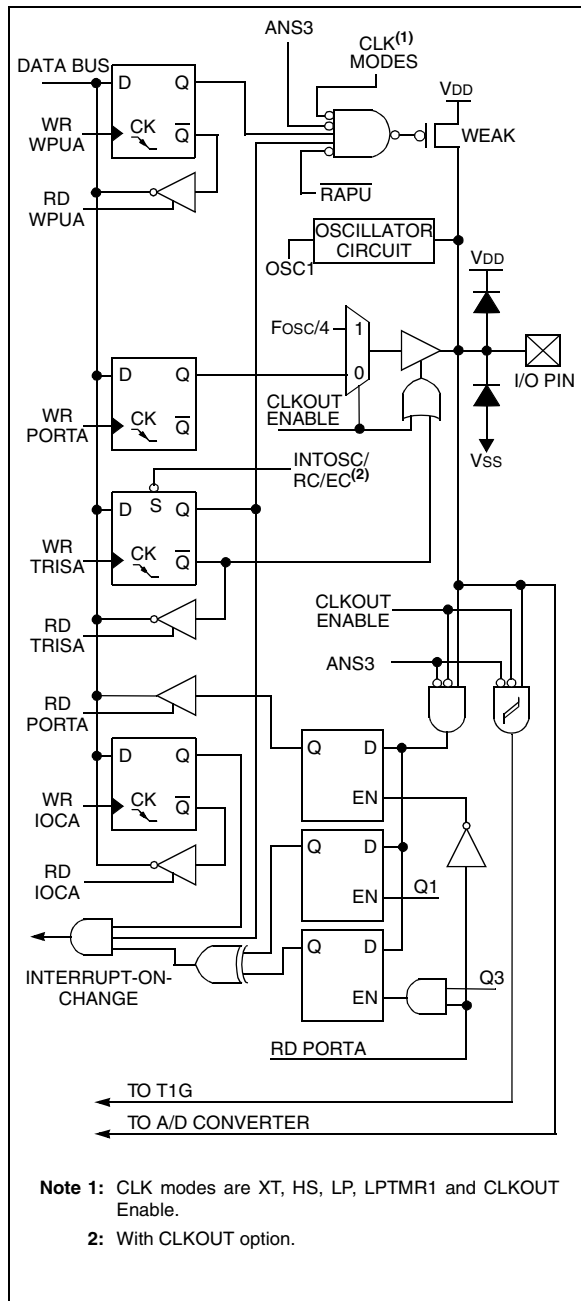 ANS3
CLK(1)
MODES
DATA BUS
D Q
VDD
WR
WPUA
CK Q
WEAK
RD
WPUA
RAPU
OSCILLATOR
CIRCUIT
OSC1
VDD
FOSC/4
1
D Q
0
I/O PIN
WR
PORTA
CK Q
CLKOUT
ENABLE
VSS
INTOSC/
RC/EC(2)
D S Q
WR
TRISA
CK Q
CLKOUT
ENABLE
RD
TRISA
ANS3
RD
PORTA
Q D
D Q
EN
WR
IOCA
CK Q
Q D
RD
IOCA
EN Q1
Q D
INTERRUPT-ON-
CHANGE
EN
Q3
RD PORTA
TO T1G
TO A/D CONVERTER
Note 1: CLK modes are XT, HS, LP, LPTMR1 and CLKOUT
Enable.
2: With CLKOUT option.